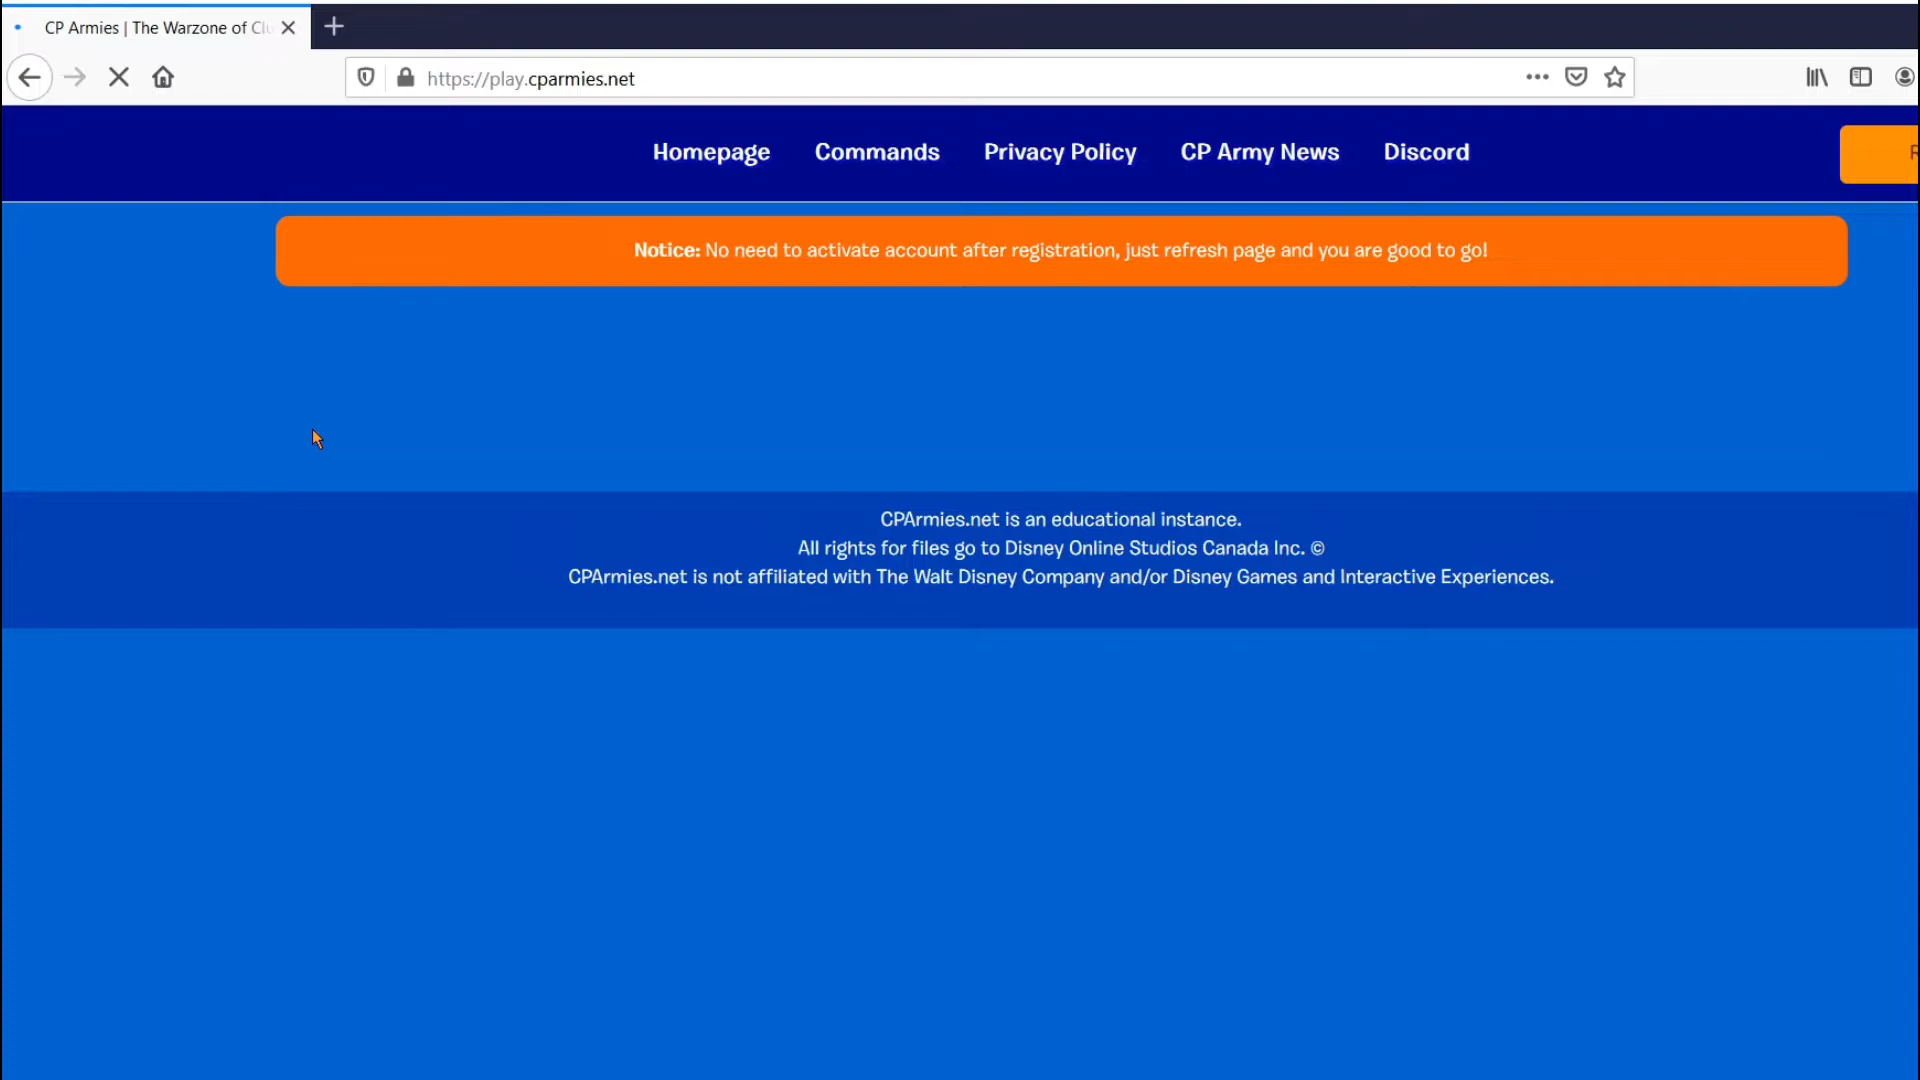 CP Armies | The Warzone of Clu
https://play.cparmies.net
Homepage Commands Privacy Policy CP Army News Discord
Notice: No need to activate account after registration, just refresh page and you are good to go!
CPArmies.net is an educational instance.
All rights for files go to Disney Online Studios Canada Inc. ©
CPArmies.net is not affiliated with The Walt Disney Company and/or Disney Games and Interactive Experiences.